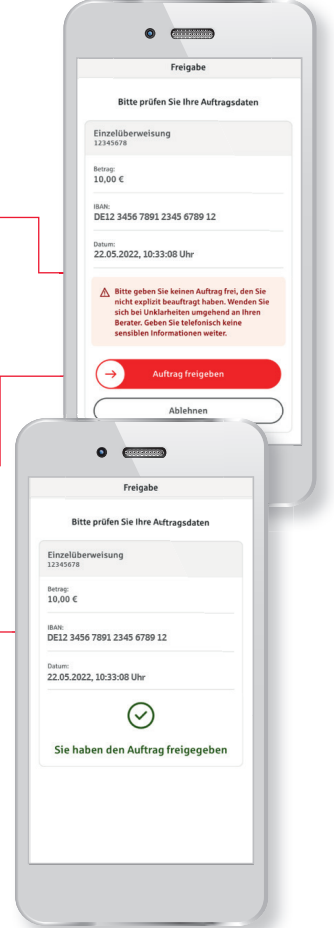 Freigabe
Bitte prüfen Sie Ihre Auftragsdaten
Einzelüberweisung
12345678
Betrag:
10,00 €
IBAN:
DE12 3456 7891 2345 6789 12
Datum:
22.05.2022, 10:33:08 Uhr
Bitte geben Sie keinen Auftrag frei, den Sie
nicht explizit beauftragt haben. Wenden Sie
sich bei Unklarheiten umgehend an Ihren
Berater. Geben Sie telefonisch keine
sensiblen Informationen weiter.
Auftrag freigeben
Ablehnen
Freigabe
Bitte prüfen Sie Ihre Auftragsdaten
Einzelüberweisung
12345678
Betrag:
10,00 €
IBAN:
DE12 3456 7891 2345 6789 12
Datum:
22.05.2022, 10:33:08 Uhr
Sie haben den Auftrag freigegeben